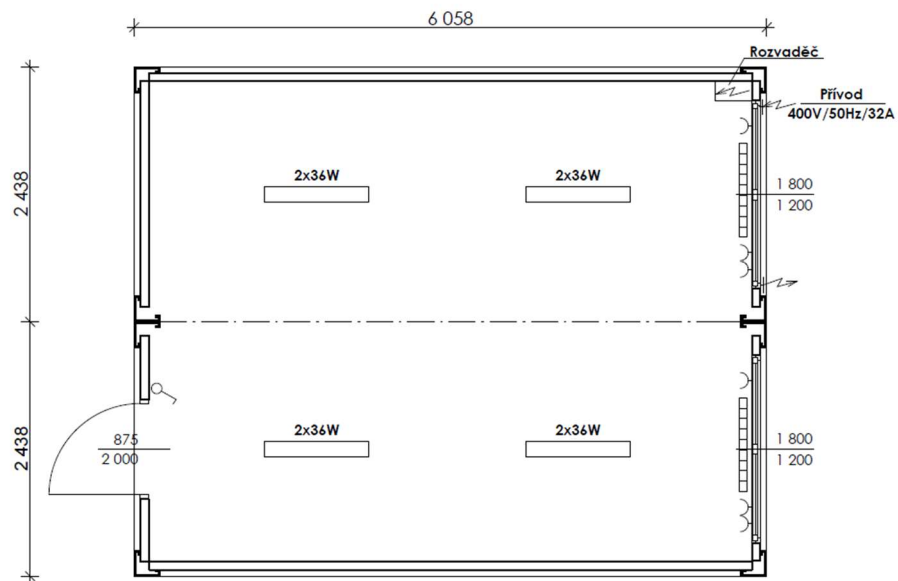 6 058
Rozvaděč
Přívod
400V/50Hz/32A
2 438
2x36W
2x36W
1 800
1 200
2 438
2x36W
2x36W
875
2 000
1 800
1 200